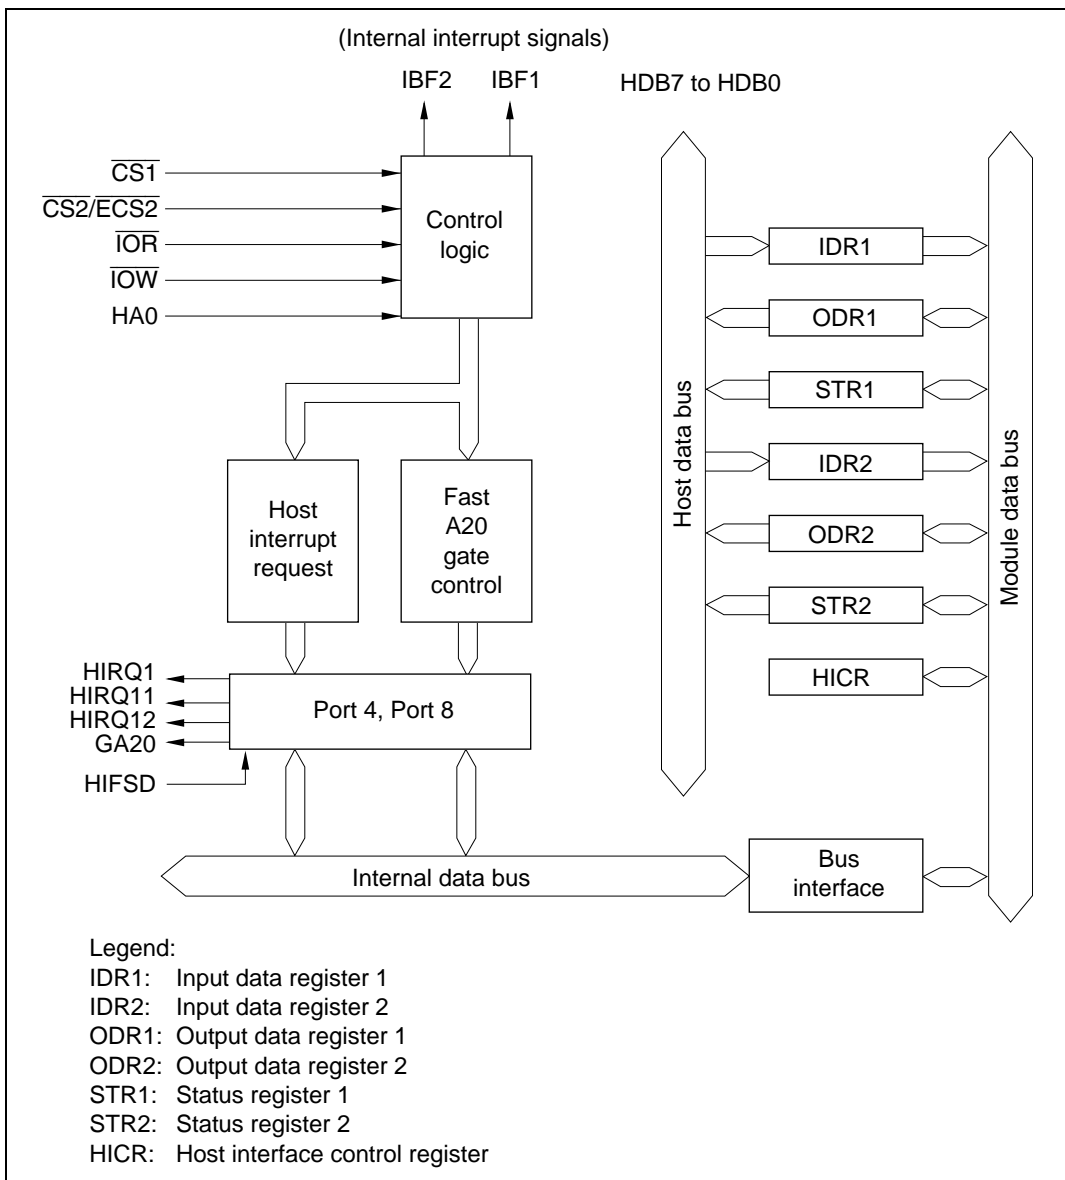 (Internal interrupt signals)
IBF2 IBF1 HDB7 to HDB0
CS1
CS2/ECS2
IOR
IOW
HA0
Control
logic
IDR1
ODR1
STR1
IDR2
ODR2
STR2
HICR
Host data bus
Module data bus
Host
interrupt
request
Fast
A20
gate
control
HIRQ1
HIRQ11
HIRQ12
GA20
HIFSD
Port 4, Port 8
Internal data bus
Bus
interface
Legend:
IDR1: Input data register 1
IDR2: Input data register 2
ODR1: Output data register 1
ODR2: Output data register 2
STR1: Status register 1
STR2: Status register 2
HICR: Host interface control register